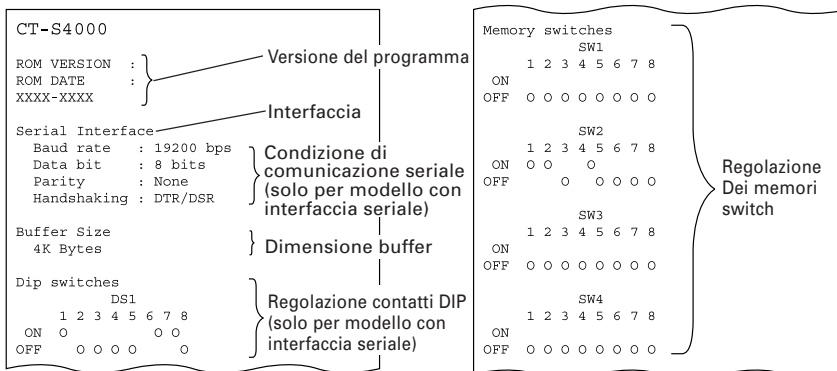 CT-S4000
ROM VERSION :
ROM DATE :
XXXX-XXXX
Versione del programma
Interfaccia
Serial Interface
Baud rate : 19200 bps
Data bit : 8 bits
Parity : None
Handshaking : DTR/DSR
Condizione di
comunicazione seriale
(solo per modello con
interfaccia seriale)
Buffer Size
4K Bytes
Dimensione buffer
Dip switches
DS1
1 2 3 4 5 6 7 8
ON O O O
OFF O O O O O
Regolazione contatti DIP
(solo per modello con
interfaccia seriale)
Memory switches
SW1
1 2 3 4 5 6 7 8
ON
OFF O O O O O O O O
SW2
1 2 3 4 5 6 7 8
ON O O O
OFF O O O O O
SW3
1 2 3 4 5 6 7 8
ON
OFF O O O O O O O O
SW4
1 2 3 4 5 6 7 8
ON
OFF O O O O O O O O
Regolazione
Dei memori
switch